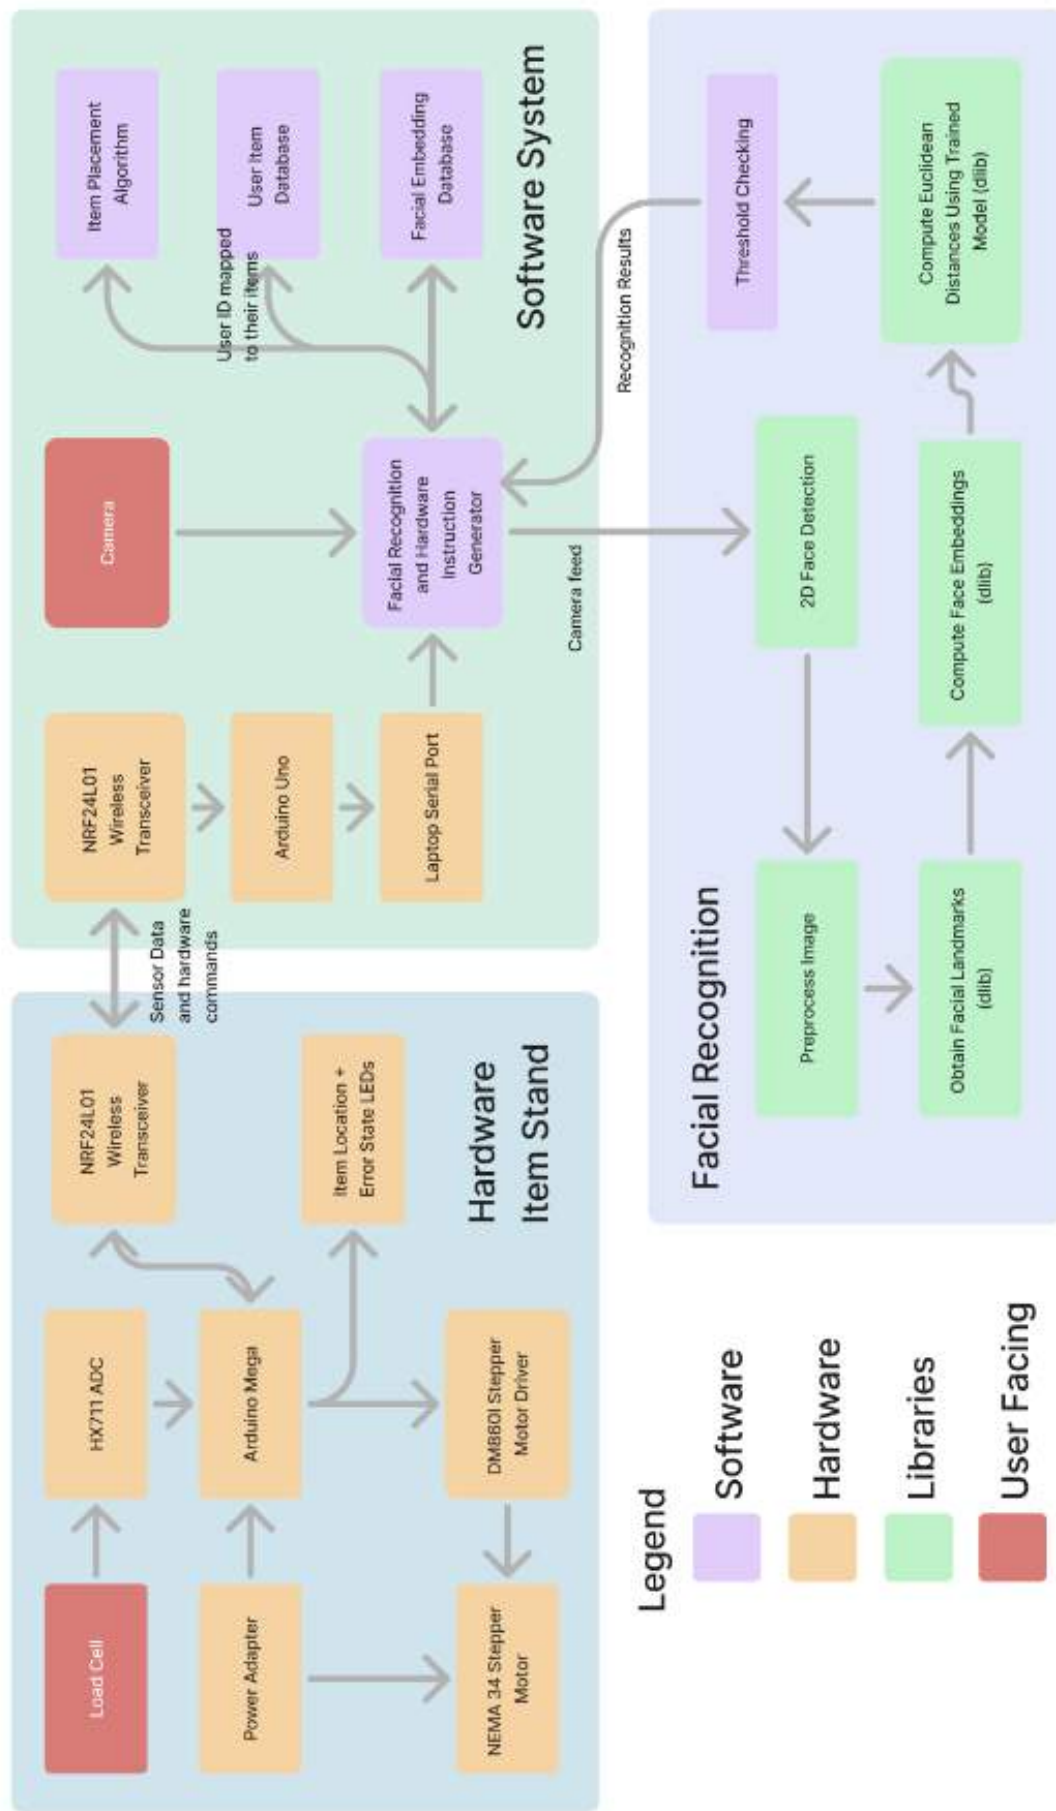 Load Cell
HX711 ADC
NRF24L01
Wireless
Transceiver
Power Adapter
Arduino Mega
Item Location +
Error State LEDs
NEMA 34 Stepper
Motor
DM860I Stepper
Motor Driver
Hardware
Item Stand
Sensor Data
and hardware
commands
NRF24L01
Wireless
Transceiver
Camera
Item Placement
Algorithm
Arduino Uno
User ID mapped
to their items
User Item
Database
Laptop Serial Port
Facial Recognition
and Hardware
Instruction
Generator
Facial Embedding
Database
Software System
Camera feed
Recognition Results
Legend
Software
Hardware
Libraries
User Facing
Facial Recognition
Threshold Checking
Preprocess Image
2D Face Detection
Obtain Facial Landmarks
(dlib)
Compute Face Embeddings
(dlib)
Compute Euclidean
Distances Using Trained
Model (dlib)